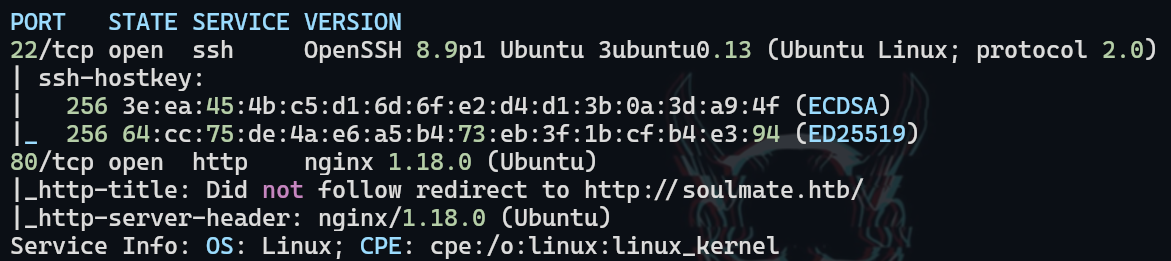 PORT   STATE SERVICE VERSION
22/tcp open  ssh     OpenSSH 8.9p1 Ubuntu 3ubuntu0.13 (Ubuntu Linux; protocol 2.0)
| ssh-hostkey:
|   256 3e:ea:45:4b:c5:d1:6d:6f:e2:d4:d1:3b:0a:3d:a9:4f (ECDSA)
|_  256 64:cc:75:de:4a:e6:a5:b4:73:eb:3f:1b:cf:b4:e3:94 (ED25519)
80/tcp open  http    nginx 1.18.0 (Ubuntu)
|_http-title: Did not follow redirect to http://soulmate.htb/
|_http-server-header: nginx/1.18.0 (Ubuntu)
Service Info: OS: Linux; CPE: cpe:/o:linux:linux_kernel